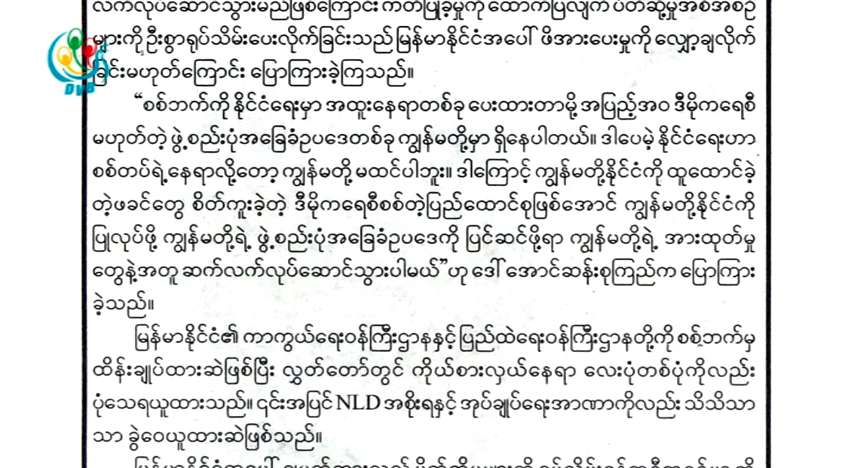 လက်လုပ်ဆောင်သွားမည်ဖြစ်ကြောင်း ကတိပြုခဲ့မှုကို ထောက်ပြလျက် ပိတ်ဆို့မှုအစီအစဉ်
များကို ဦးစွာရုပ်သိမ်းပေးလိုက်ခြင်းသည် မြန်မာနိုင်ငံအပေါ် ဖိအားပေးမှုကို လျှော့ချလိုက်
ခြင်းမဟုတ်ကြောင်း ပြောကြားခဲ့ကြသည်။
DVB
“စစ်ဘက်ကို နိုင်ငံရေးမှာ အထူးနေရာတစ်ခု ပေးထားတာမို့ အပြည့်အဝ ဒီမိုကရေစီ
မဟုတ်တဲ့ ဖွဲ့စည်းပုံအခြေခံဥပဒေတစ်ခု ကျွန်မတို့မှာ ရှိနေပါတယ်။ ဒါပေမဲ့ နိုင်ငံရေးဟာ
စစ်တပ်ရဲ့နေရာလို့တော့ ကျွန်မတို့ မထင်ပါဘူး။ ဒါကြောင့် ကျွန်မတို့နိုင်ငံကို ထူထောင်ခဲ့
တဲ့ဖခင်တွေ စိတ်ကူးခဲ့တဲ့ ဒီမိုကရေစီစစ်တဲ့ပြည်ထောင်စုဖြစ်အောင် ကျွန်မတို့နိုင်ငံကို
ပြုလုပ်ဖို့ ကျွန်မတို့ရဲ့ ဖွဲ့စည်းပုံအခြေခံဥပဒေကို ပြင်ဆင်ဖို့ရာ ကျွန်မတို့ရဲ့ အားထုတ်မှု
တွေနဲ့အတူ ဆက်လက်လုပ်ဆောင်သွားပါမယ်”ဟု ဒေါ် အောင်ဆန်းစုကြည်က ပြောကြား
ခဲ့သည်။
မြန်မာနိုင်ငံ၏ ကာကွယ်ရေးဝန်ကြီးဌာနနှင့်ပြည်ထဲရေးဝန်ကြီးဌာနတို့ကို စစ်ဘက်မှ
ထိန်းချုပ်ထားဆဲဖြစ်ပြီး လွှတ်တော်တွင် ကိုယ်စားလှယ်နေရာ လေးပုံတစ်ပုံကိုလည်း
ပုံသေရယူထားသည်။ ၎င်းအပြင် NLD အစိုးရနှင့် အုပ်ချုပ်ရေးအာဏာကိုလည်း သိသိသာ
သာ ခွဲဝေယူထားဆဲဖြစ်သည်။